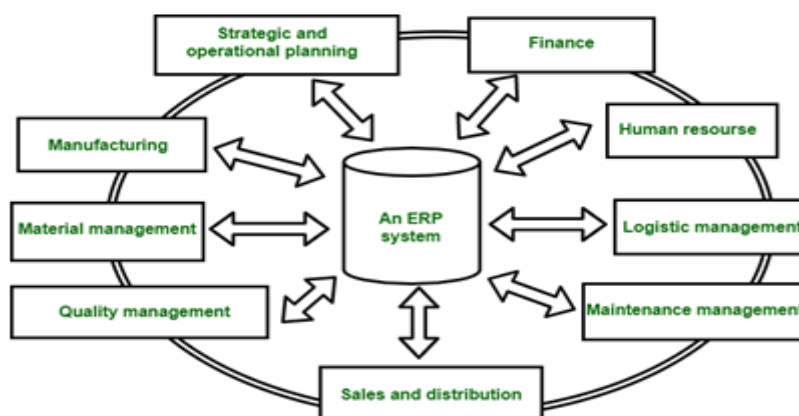 Strategic and
operational planning
Finance
Manufacturing
Human resourse
An ERP
system
Material management
Logistic management
Quality management
Maintenance management
Sales and distribution